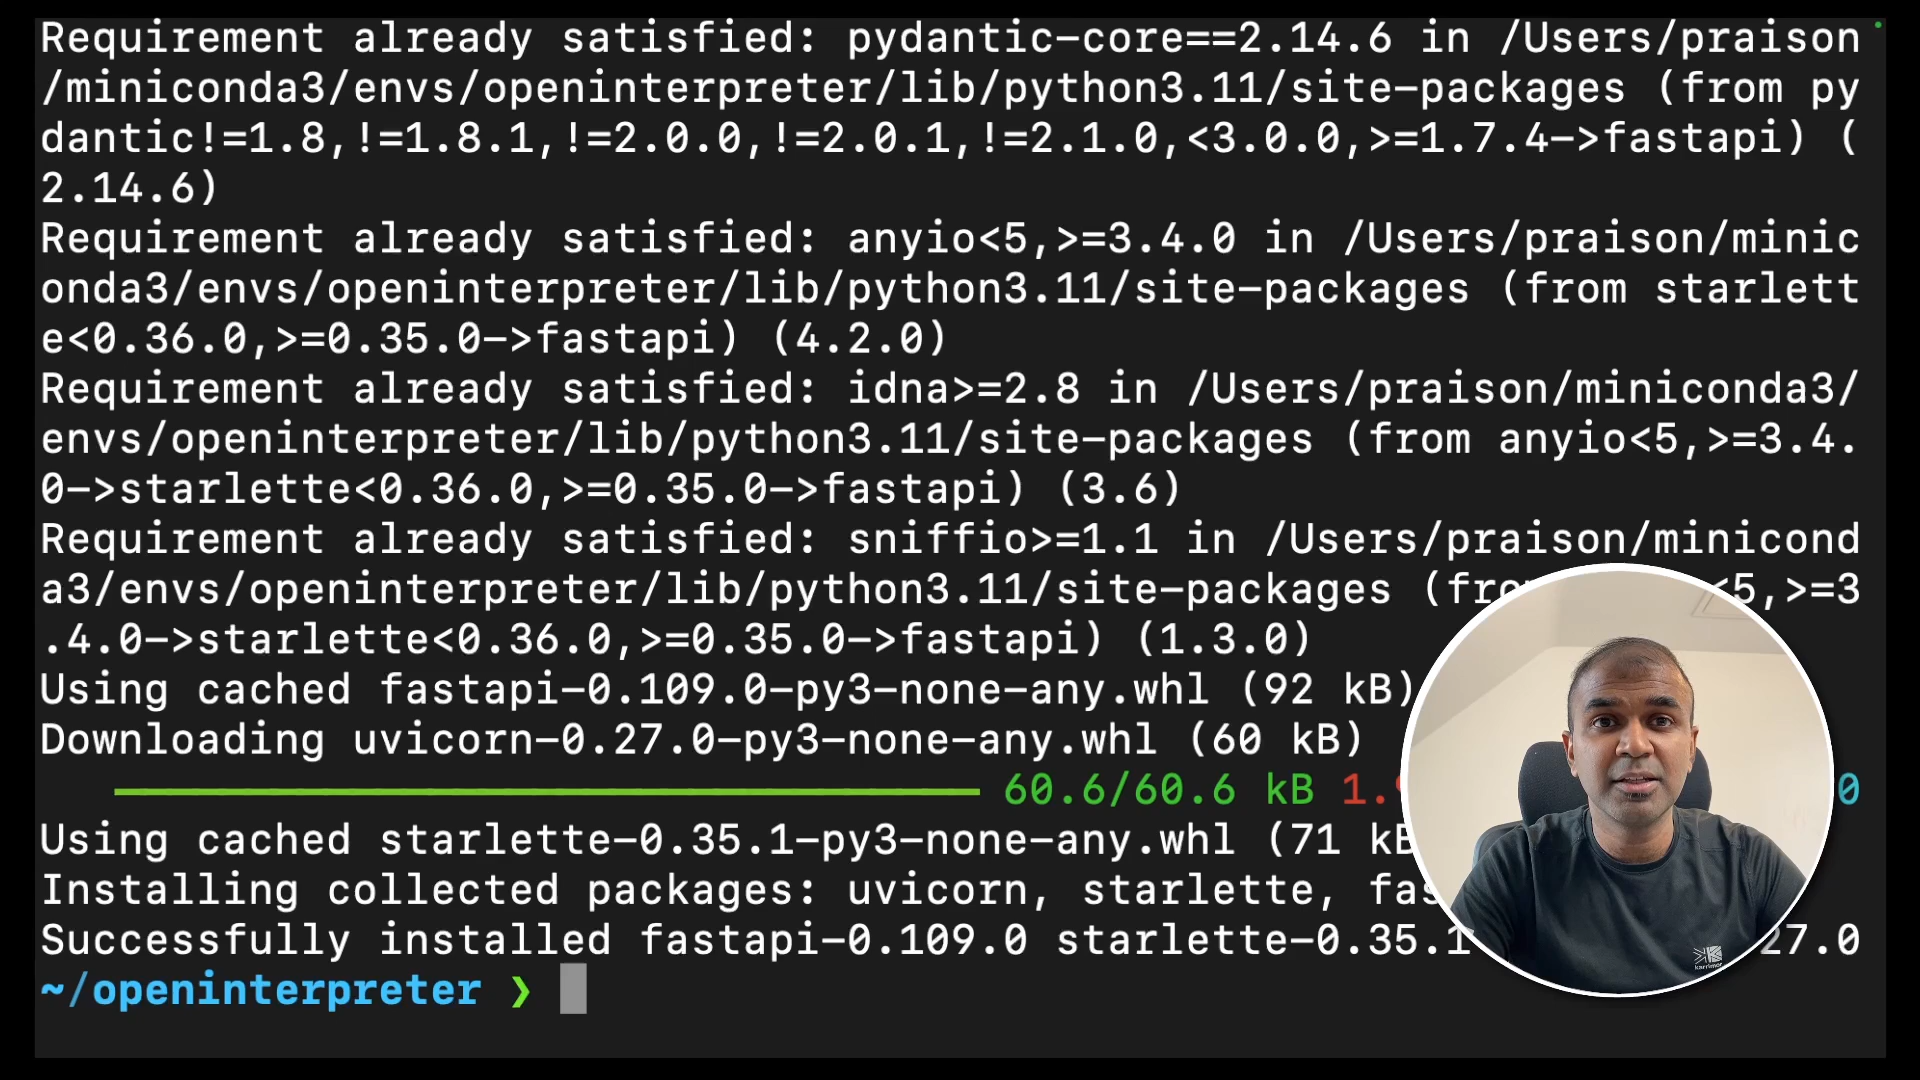 Requirement already satisfied: pydantic-core==2.14.6 in /Users/praison
/miniconda3/envs/openinterpreter/lib/python3.11/site-packages (from py
dantic!=1.8,!=1.8.1,!=2.0.0,!=2.0.1,!=2.1.0,<3.0.0,>=1.7.4->fastapi) (
2.14.6)
Requirement already satisfied: anyio<5,>=3.4.0 in /Users/praison/minic
onda3/envs/openinterpreter/lib/python3.11/site-packages (from starlett
e<0.36.0,>=0.35.0->fastapi) (4.2.0)
Requirement already satisfied: idna>=2.8 in /Users/praison/miniconda3/
envs/openinterpreter/lib/python3.11/site-packages (from anyio<5,>=3.4.
0->starlette<0.36.0,>=0.35.0->fastapi) (3.6)
Requirement already satisfied: sniffio>=1.1 in /Users/praison/minicond
a3/envs/openinterpreter/lib/python3.11/site-packages (fro <5,>=3
.4.0->starlette<0.36.0,>=0.35.0->fastapi) (1.3.0)
Using cached fastapi-0.109.0-py3-none-any.whl (92 kB)
Downloading uvicorn-0.27.0-py3-none-any.whl (60 kB)
60.6/60.6 kB 1. 0
Using cached starlette-0.35.1-py3-none-any.whl (71 kB
Installing collected packages: uvicorn, starlette, fas
Successfully installed fastapi-0.109.0 starlette-0.35.1 27.0
~/openinterpreter ❯
karrimor